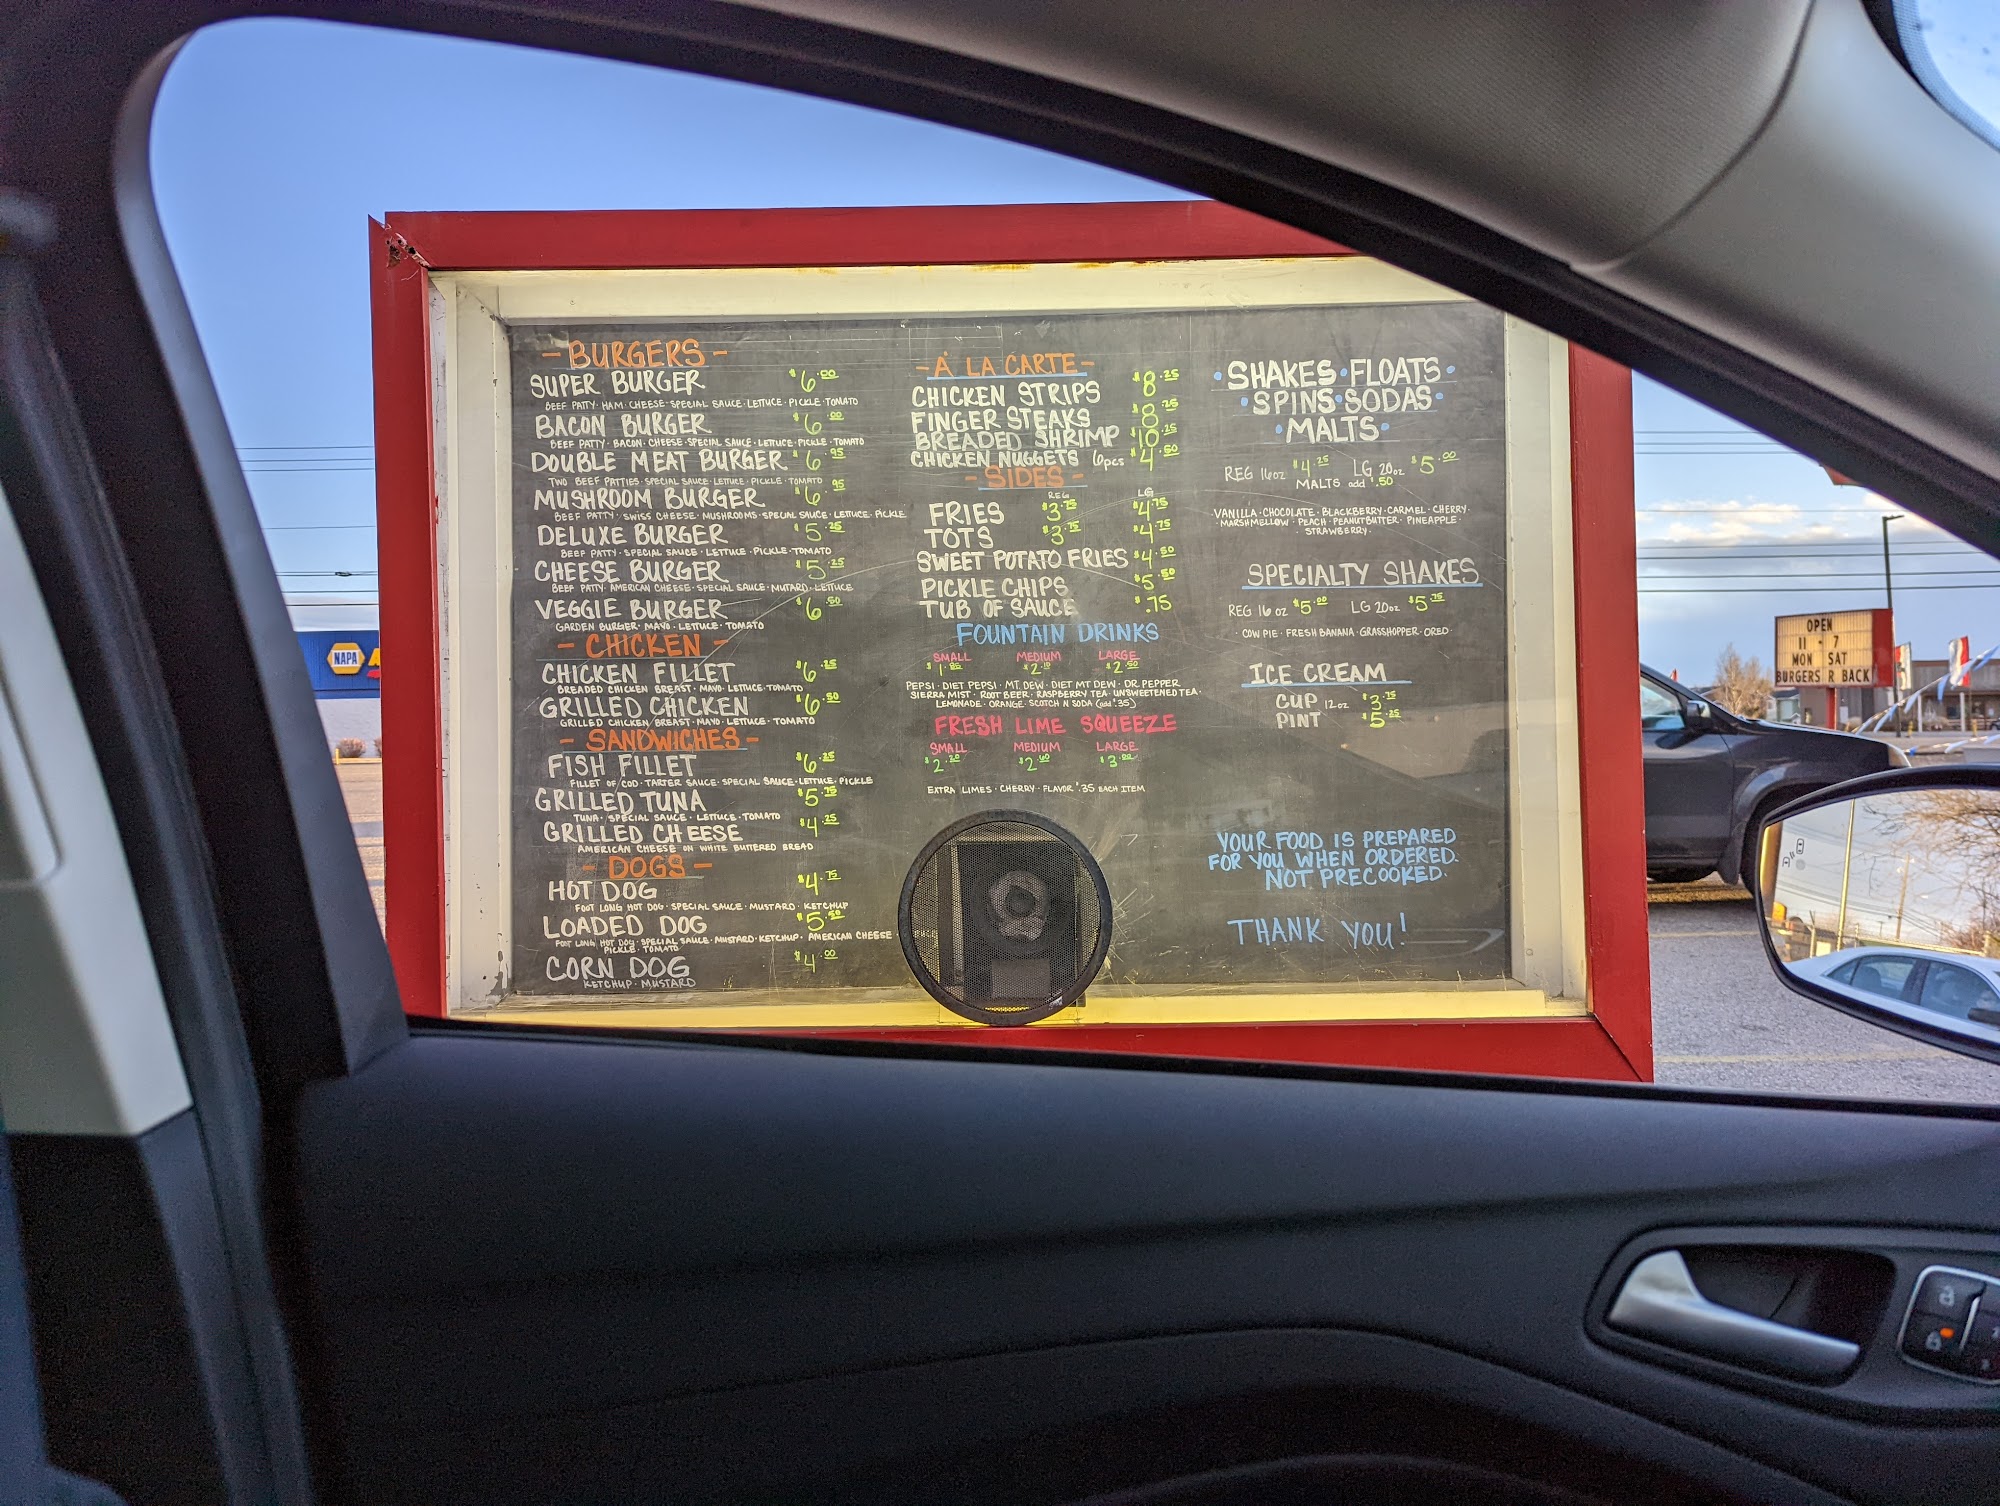 - BURGERS -
SUPER BURGER $6.00
BEEF PATTY · HAM · CHEESE · SPECIAL SAUCE · LETTUCE · PICKLE · TOMATO
BACON BURGER $6.00
BEEF PATTY · BACON · CHEESE · SPECIAL SAUCE · LETTUCE · PICKLE · TOMATO
DOUBLE MEAT BURGER $6.95
TWO BEEF PATTIES · SPECIAL SAUCE · LETTUCE · PICKLE · TOMATO
MUSHROOM BURGER $6.95
BEEF PATTY · SWISS CHEESE · MUSHROOMS · SPECIAL SAUCE · LETTUCE · PICKLE
DELUXE BURGER $5.25
BEEF PATTY · SPECIAL SAUCE · LETTUCE · PICKLE · TOMATO
CHEESE BURGER $5.25
BEEF PATTY · AMERICAN CHEESE · SPECIAL SAUCE · MUTARD · LETTUCE
VEGGIE BURGER $6.50
GARDEN BURGER · MAYO · LETTUCE · TOMATO
- CHICKEN -
CHICKEN FILLET $6.25
BREADED CHICKEN BREAST · MAYO · LETTUCE · TOMATO
GRILLED CHICKEN $6.50
GRILLED CHICKEN BREAST · MAYO · LETTUCE · TOMATO
- SANDWICHES -
FISH FILLET $6.25
FILLET OF COD · TARTER SAUCE · SPECIAL SAUCE · LETTUCE · PICKLE
GRILLED TUNA $5.75
TUNA · SPECIAL SAUCE · LETTUCE · TOMATO
GRILLED CHEESE $4.25
AMERICAN CHEESE ON WHITE BUTTERED BREAD
- DOGS -
HOT DOG $4.75
FOOT LONG HOT DOG · SPECIAL SAUCE · MUSTARD · KETCHUP
LOADED DOG $5.50
FOOT LONG HOT DOG · SPECIAL SAUCE · MUSTARD · KETCHUP · AMERICAN CHEESE
PICKLE · TOMATO
CORN DOG $4.00
KETCHUP · MUSTARD
- À LA CARTE -
CHICKEN STRIPS $8.25
FINGER STEAKS $8.25
BREADED SHRIMP $10.25
CHICKEN NUGGETS 6pcs $4.50
- SIDES -
REG LG
FRIES $3.75 $4.75
TOTS $3.75 $4.75
SWEET POTATO FRIES $4.50
PICKLE CHIPS $5.50
TUB OF SAUCE $.75
FOUNTAIN DRINKS
SMALL MEDIUM LARGE
$2.50
PEPSI · DIET PEPSI · MT DEW · DIET MT DEW · DR PEPPER
SIERRA MIST · ROOT BEER · RASPBERRY TEA · UNSWEETENED TEA ·
LEMONADE · ORANGE · SCOTCH N SODA (add $.35)
FRESH LIME SQUEEZE
SMALL MEDIUM LARGE
$3.00
EXTRA LIMES · CHERRY · FLAVOR $.35 EACH ITEM
· SHAKES · FLOATS ·
· SPINS · SODAS ·
· MALTS ·
REG 16oz $4.25 LG 20oz $5.00
MALTS add $.50
VANILLA · CHOCOLATE · BLACKBERRY · CARMEL · CHERRY ·
· MARSHMELLOW · PEACH · PEANUTBUTTER · PINEAPPLE ·
· STRAWBERRY ·
SPECIALTY SHAKES
REG 16 oz $5.00 LG 20oz $5.75
· COW PIE · FRESH BANANA · GRASSHOPPER · OREO ·
ICE CREAM
CUP 12oz $3.75
PINT $5.25
YOUR FOOD IS PREPARED
FOR YOU WHEN ORDERED.
NOT PRECOOKED.
THANK YOU!
NAPA
OPEN
11 - 7
MON SAT
BURGERS R BACK